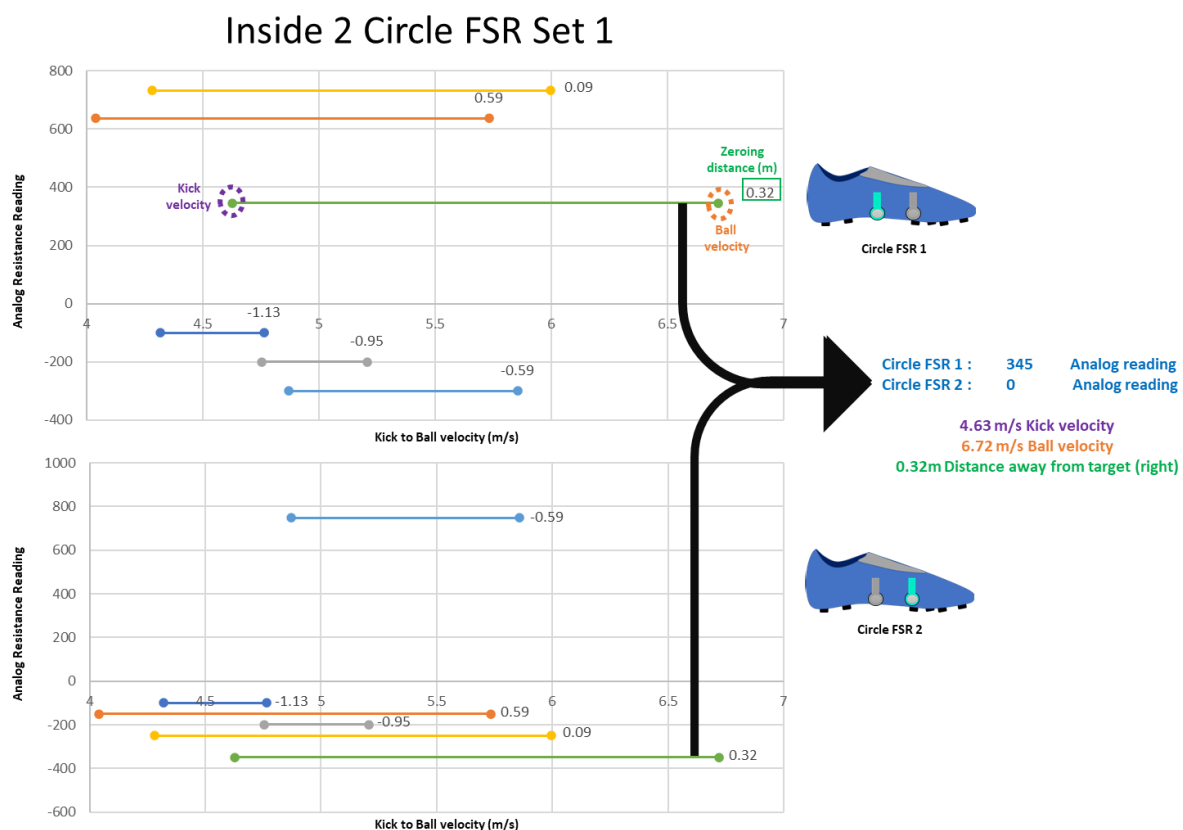 Inside 2 Circle FSR Set 1
800
600
400
200
0
-200
-400
Analog Resistance Reading
4
4.5
5
5.5
6
6.5
7
0.09
0.59
Zeroing
distance (m)
0.32
Kick
velocity
Ball
velocity
-1.13
-0.95
-0.59
Kick to Ball velocity (m/s)
Circle FSR 1
Circle FSR 1 : 345 Analog reading
Circle FSR 2 : 0 Analog reading
4.63 m/s Kick velocity
6.72 m/s Ball velocity
0.32m Distance away from target (right)
1000
800
600
400
200
0
-200
-400
-600
Analog Resistance Reading
4
4.5
5
5.5
6
6.5
7
-0.59
-1.13
0.59
-0.95
0.09
0.32
Kick to Ball velocity (m/s)
Circle FSR 2